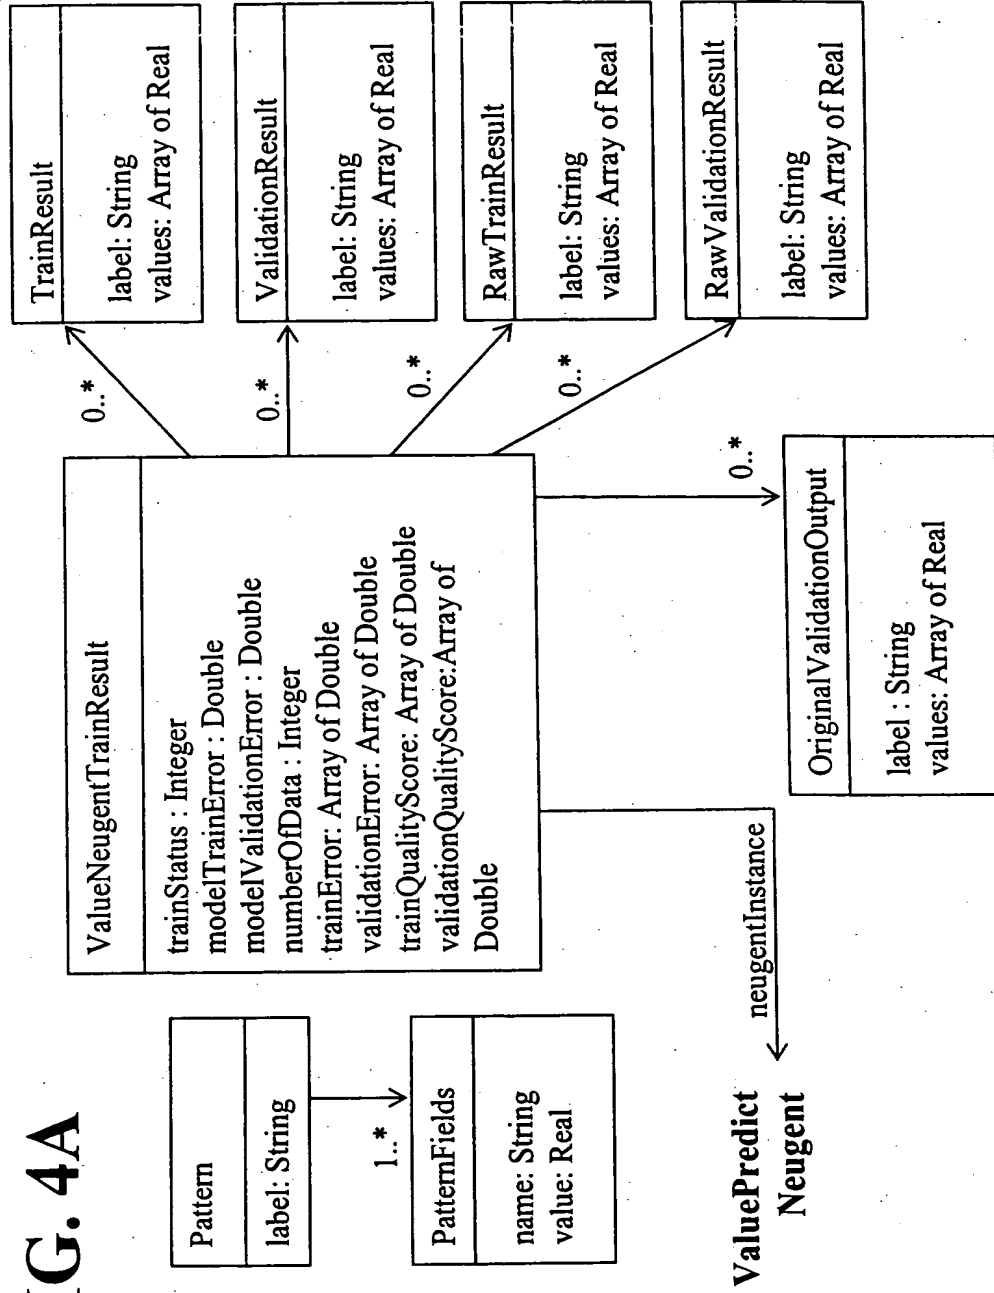 G. 4A
Pattern
label: String
1..*
PatternFields
name: String
value: Real
ValuePredict
Neugent
neugentInstance
ValueNeugentTrainResult
trainStatus : Integer
modelTrainError : Double
modelValidationError : Double
numberOfData : Integer
trainError: Array of Double
validationError: Array of Double
trainQualityScore: Array of Double
validationQualityScore:Array of
Double
0..*
TrainResult
label: String
values: Array of Real
0..*
ValidationResult
label: String
values: Array of Real
0..*
RawTrainResult
label: String
values: Array of Real
0..*
RawValidationResult
label: String
values: Array of Real
0..*
OriginalValidationOutput
label : String
values: Array of Real